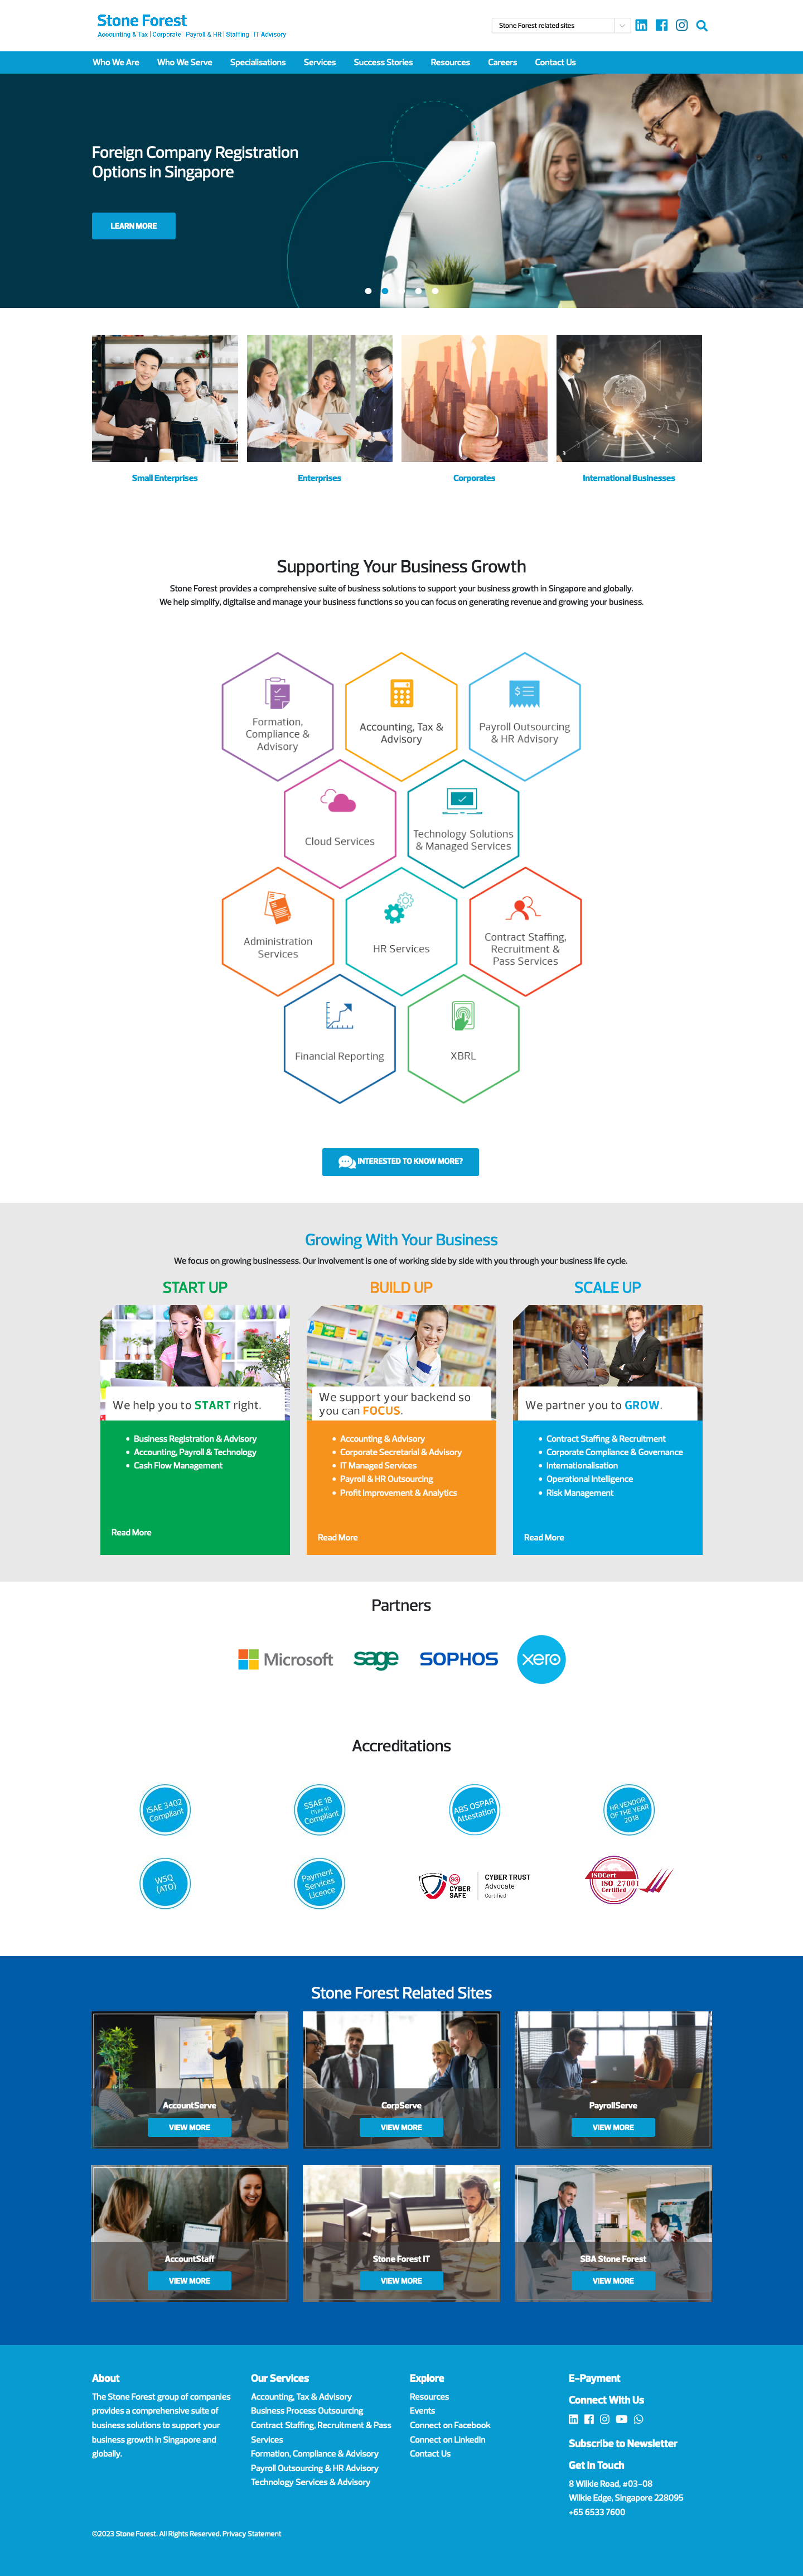 Stone Forest
Accounting & Tax | Corporate Payroll & HR | Staffing IT Advisory
Stone Forest related sites
Who We Are Who We Serve Specialisations Services Success Stories Resources Careers Contact Us
Foreign Company Registration
Options in Singapore
LEARN MORE
Small Enterprises
Enterprises
Corporates
International Businesses
Supporting Your Business Growth
Stone Forest provides a comprehensive suite of business solutions to support your business growth in Singapore and globally.
We help simplify, digitalise and manage your business functions so you can focus on generating revenue and growing your business.
Formation,
Compliance &
Advisory
Accounting, Tax &
Advisory
Payroll Outsourcing
& HR Advisory
Cloud Services
Technology Solutions
& Managed Services
Administration
Services
HR Services
Contract Staffing,
Recruitment &
Pass Services
Financial Reporting
XBRL
INTERESTED TO KNOW MORE?
Growing With Your Business
We focus on growing businessess. Our involvement is one of working side by side with you through your business life cycle.
START UP
We help you to START right.
Business Registration & Advisory
Accounting, Payroll & Technology
Cash Flow Management
Read More
BUILD UP
We support your backend so
you can FOCUS.
Accounting & Advisory
Corporate Secretarial & Advisory
IT Managed Services
Payroll & HR Outsourcing
Profit Improvement & Analytics
Read More
SCALE UP
We partner you to GROW.
Contract Staffing & Recruitment
Corporate Compliance & Governance
Internationalisation
Operational Intelligence
Risk Management
Read More
Partners
Microsoft
sage
SOPHOS
xero
Accreditations
ISAE 3402
Compliant
SSAE 18
(Type II)
Compliant
ABS OSPAR
Attestation
HR VENDOR
OF THE YEAR
2018
WSQ
(ATO)
Payment
Services
Licence
SG
CYBER
SAFE
CYBER TRUST
Advocate
Certified
ISOCert
ISO 27001
Certified
Stone Forest Related Sites
AccountServe
VIEW MORE
CorpServe
VIEW MORE
PayrollServe
VIEW MORE
AccountStaff
VIEW MORE
Stone Forest IT
VIEW MORE
SBA Stone Forest
VIEW MORE
About
The Stone Forest group of companies
provides a comprehensive suite of
business solutions to support your
business growth in Singapore and
globally.
Our Services
Accounting, Tax & Advisory
Business Process Outsourcing
Contract Staffing, Recruitment & Pass
Services
Formation, Compliance & Advisory
Payroll Outsourcing & HR Advisory
Technology Services & Advisory
Explore
Resources
Events
Connect on Facebook
Connect on LinkedIn
Contact Us
E-Payment
Connect With Us
Subscribe to Newsletter
Get In Touch
8 Wilkie Road, #03-08
Wilkie Edge, Singapore 228095
+65 6533 7600
©2023 Stone Forest. All Rights Reserved. Privacy Statement